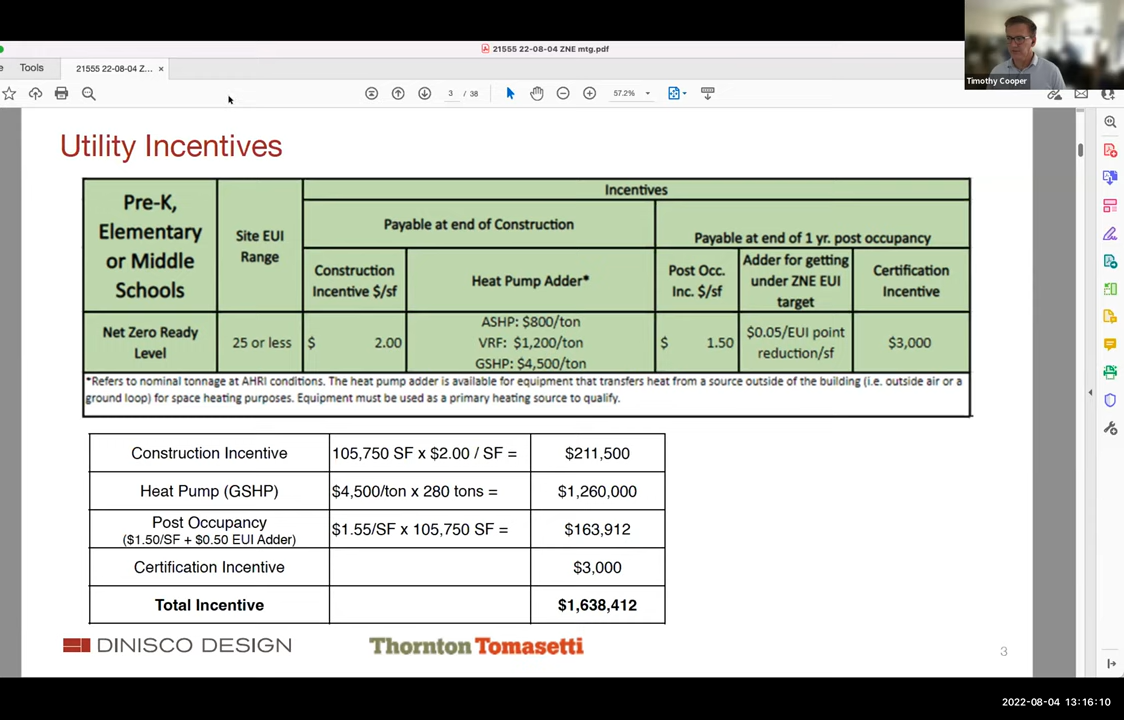 21555 22-08-04 ZNE mtg.pdf
Tools
21555 22-08-04 Z... ×
3 / 38
57.2%
Timothy Cooper
Utility Incentives
Pre-K,
Elementary
or Middle
Schools
Site EUI
Range
Incentives
Payable at end of Construction
Payable at end of 1 yr. post occupancy
Construction
Incentive $/sf
Heat Pump Adder*
Post Occ.
Inc. $/sf
Adder for getting
under ZNE EUI
target
Certification
Incentive
Net Zero Ready
Level
25 or less
$ 2.00
ASHP: $800/ton
VRF: $1,200/ton
GSHP: $4,500/ton
$ 1.50
$0.05/EUI point
reduction/sf
$3,000
*Refers to nominal tonnage at AHRI conditions. The heat pump adder is available for equipment that transfers heat from a source outside of the building (i.e. outside air or a
ground loop) for space heating purposes. Equipment must be used as a primary heating source to qualify.
Construction Incentive 105,750 SF x $2.00 / SF = $211,500
Heat Pump (GSHP) $4,500/ton x 280 tons = $1,260,000
Post Occupancy
($1.50/SF + $0.50 EUI Adder) $1.55/SF x 105,750 SF = $163,912
Certification Incentive $3,000
Total Incentive $1,638,412
DINISCO DESIGN
Thornton Tomasetti
3
2022-08-04 13:16:10